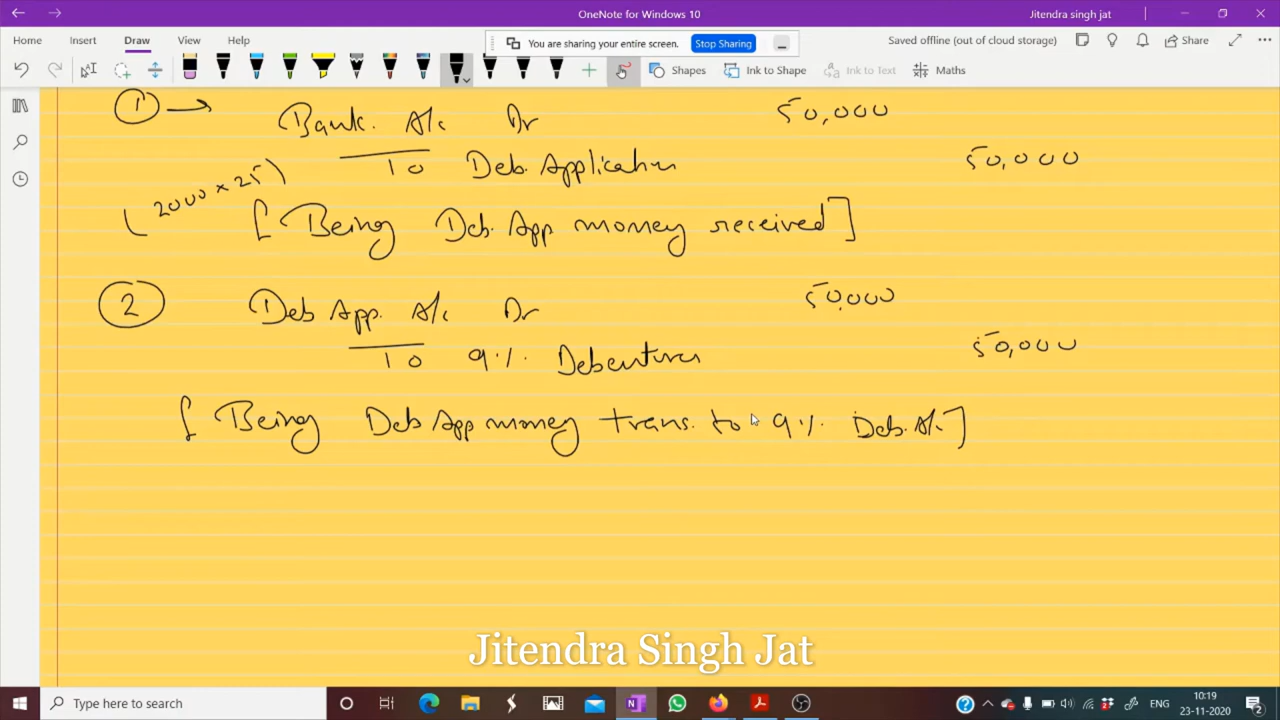 OneNote for Windows 10
Jitendra singh jat
Home Insert Draw View Help
You are sharing your entire screen. Stop Sharing
Saved offline (out of cloud storage)
Share
Shapes Ink to Shape Ink to Text Maths
1 → Bank. A/c Dr 50,000
To Deb. Application 50,000
(2000 × 25)
[Being Deb. App money received]
2 Deb App. A/c Dr 50,000
To 9% Debentures 50,000
[Being Deb App money trans. to 9% Deb. A/c]
Jitendra Singh Jat
Type here to search
ENG
10:19
23-11-2020
2